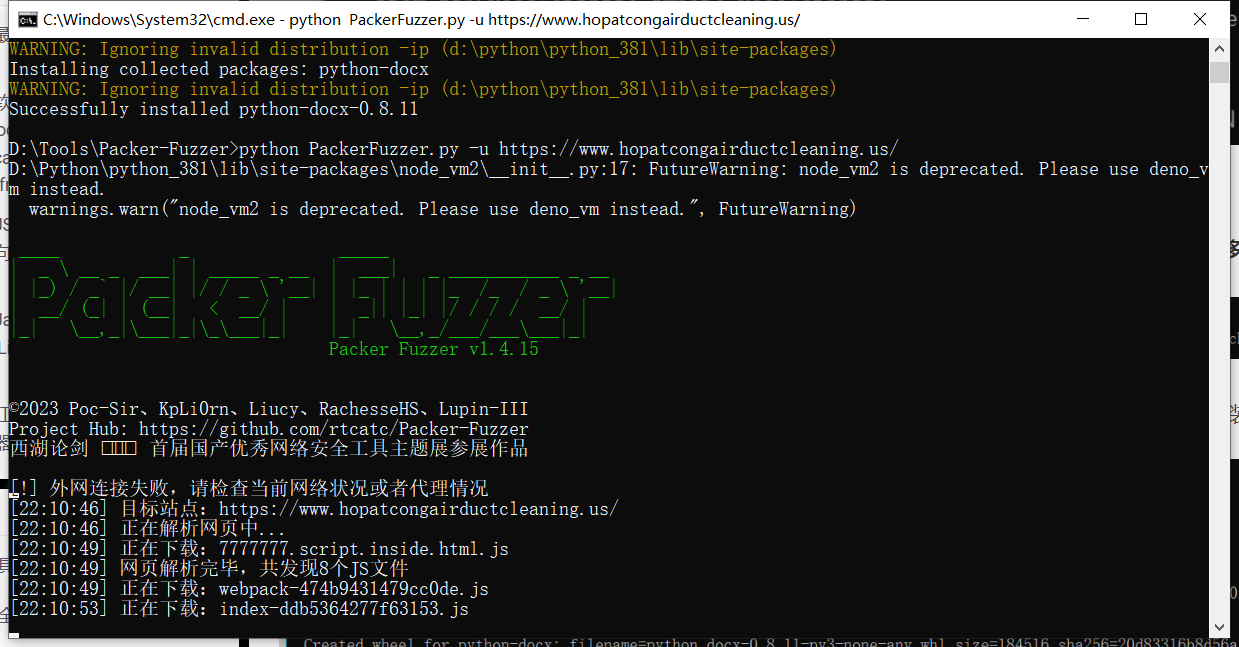 C:\Windows\System32\cmd.exe - python  PackerFuzzer.py -u https://www.hopatcongairductcleaning.us/
WARNING: Ignoring invalid distribution -ip (d:\python\python_381\lib\site-packages)
Installing collected packages: python-docx
WARNING: Ignoring invalid distribution -ip (d:\python\python_381\lib\site-packages)
Successfully installed python-docx-0.8.11
D:\Tools\Packer-Fuzzer>python PackerFuzzer.py -u https://www.hopatcongairductcleaning.us/
D:\Python\python_381\lib\site-packages\node_vm2\__init__.py:17: FutureWarning: node_vm2 is deprecated. Please use deno_v
m instead.
warnings.warn("node_vm2 is deprecated. Please use deno_vm instead.", FutureWarning)
Packer Fuzzer
Packer Fuzzer v1.4.15
©2023 Poc-Sir、KpLi0rn、Liucy、RachesseHS、Lupin-III
Project Hub: https://github.com/rtcatc/Packer-Fuzzer
西湖论剑 □□□ 首届国产优秀网络安全工具主题展参展作品
[!] 外网连接失败，请检查当前网络状况或者代理情况
[22:10:46] 目标站点：https://www.hopatcongairductcleaning.us/
[22:10:46] 正在解析网页中...
[22:10:49] 正在下载：7777777.script.inside.html.js
[22:10:49] 网页解析完毕，共发现8个JS文件
[22:10:49] 正在下载：webpack-474b9431479cc0de.js
[22:10:53] 正在下载：index-ddb5364277f63153.js
Created wheel for python-docx: filename=python_docx-0.8.11-py3-none-any.whl size=184516 sha256=20d83316b8d56a